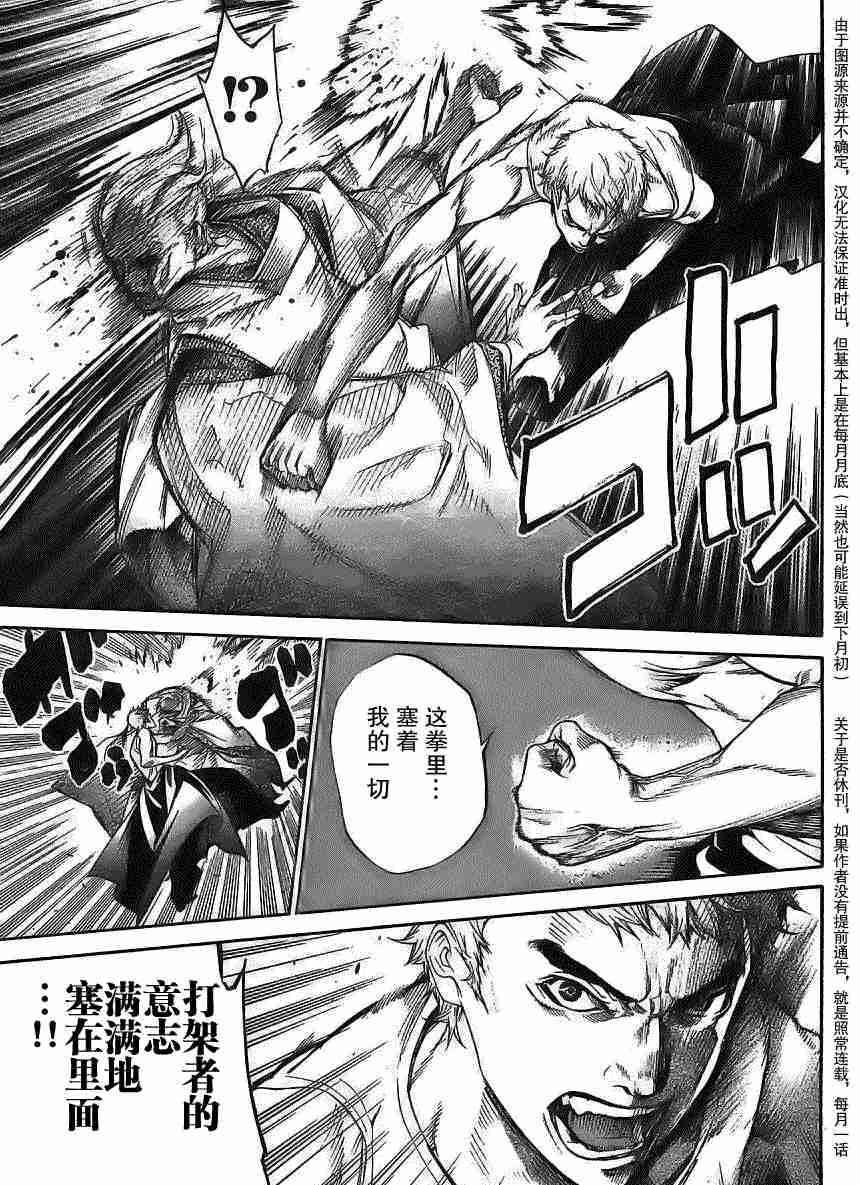 !?
ゴッ
这拳里…
塞着
我的一切
打架者的
意志
满满地
塞在里面
…!!
由于图源来源并不确定，汉化无法保证准时出，但基本上是在每月月底（当然也可能延误到下月初）
关于是否休刊，如果作者没有提前通告，就是照常连载，每月一话